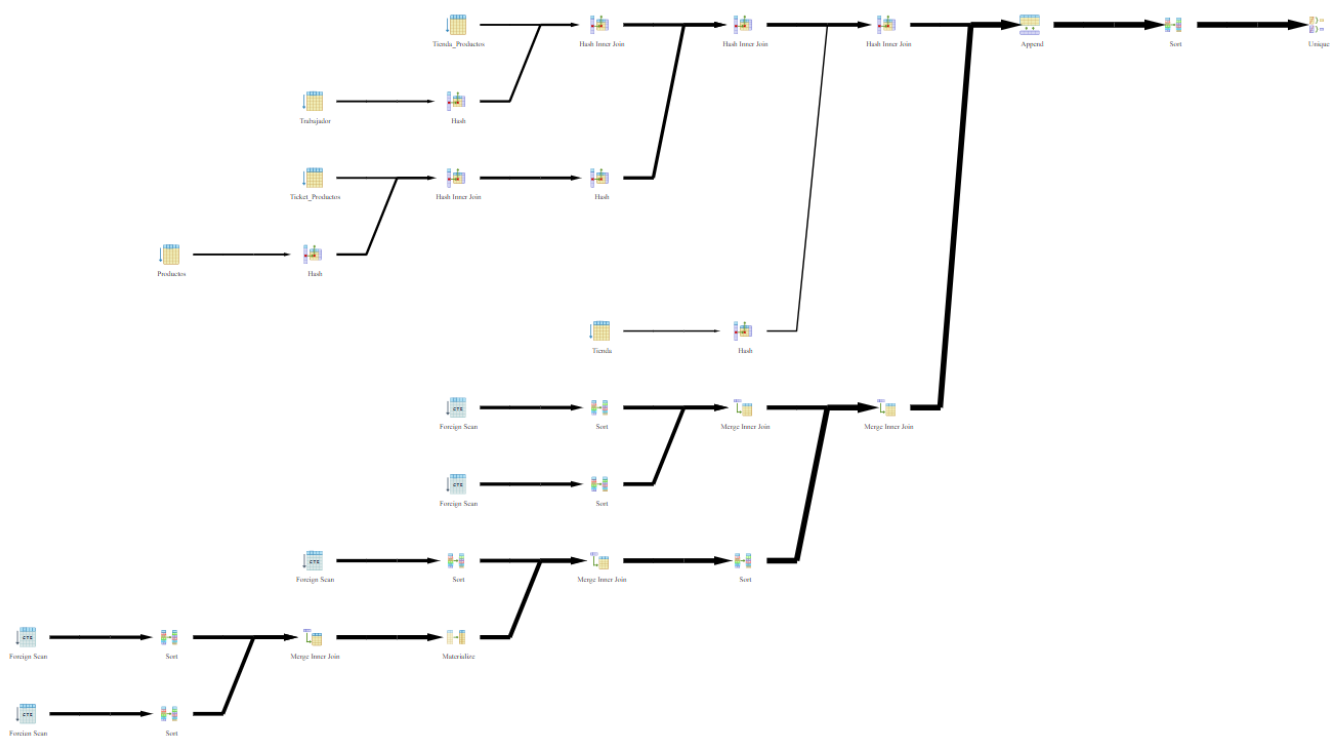 Tienda_Productos
Hash Inner Join
Hash Inner Join
Hash Inner Join
Append
Sort
Unique
Trabajador
Hash
Ticket_Productos
Hash Inner Join
Hash
Productos
Hash
Tienda
Hash
Foreign Scan
Sort
Merge Inner Join
Merge Inner Join
Foreign Scan
Sort
Foreign Scan
Sort
Merge Inner Join
Sort
Foreign Scan
Sort
Merge Inner Join
Materialize
Foreign Scan
Sort